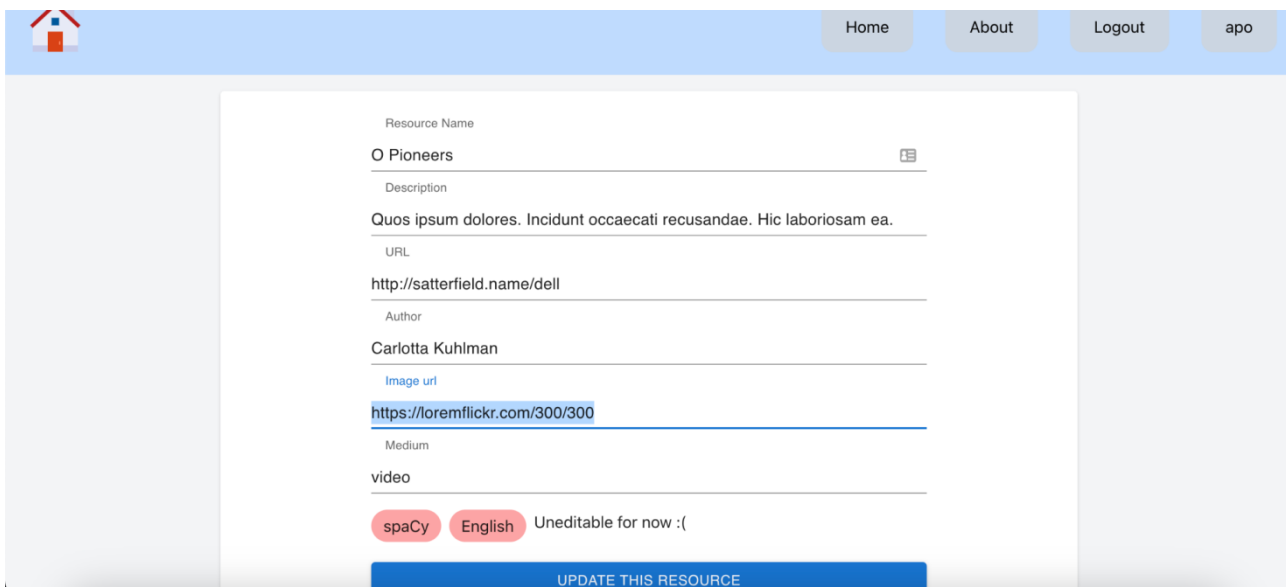 Home About Logout apo
Resource Name
O Pioneers
Description
Quos ipsum dolores. Incidunt occaecati recusandae. Hic laboriosam ea.
URL
http://satterfield.name/dell
Author
Carlotta Kuhlman
Image url
https://loremflickr.com/300/300
Medium
video
spaCy English Uneditable for now :(
UPDATE THIS RESOURCE